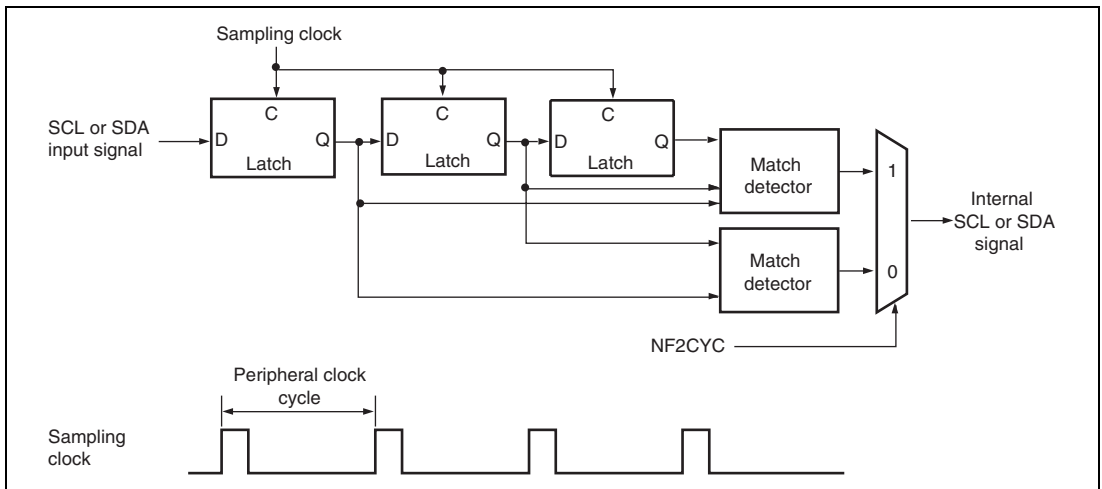 Sampling clock
SCL or SDA
input signal
D
C
Q
Latch
D
C
Q
Latch
D
C
Q
Latch
Match
detector
Match
detector
1
0
Internal
SCL or SDA
signal
NF2CYC
Peripheral clock
cycle
Sampling
clock